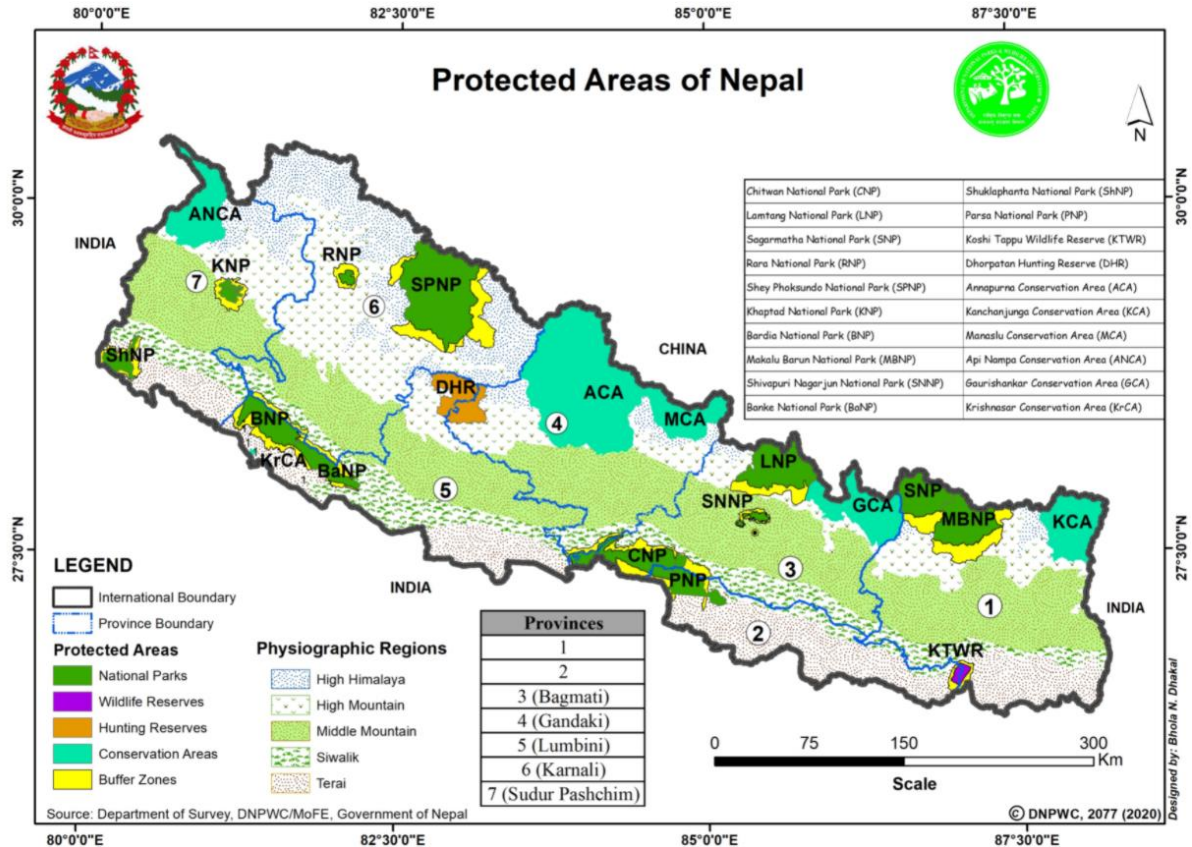 80°0'0"E 82°30'0"E 85°0'0"E 87°30'0"E
Protected Areas of Nepal
N
30°0'0"N
30°0'0"N
27°30'0"N
27°30'0"N
Chitwan National Park (CNP) Shuklaphanta National Park (ShNP)
Lamtang National Park (LNP) Parsa National Park (PNP)
Sagarmatha National Park (SNP) Koshi Tappu Wildlife Reserve (KTWR)
Rara National Park (RNP) Dhorpatan Hunting Reserve (DHR)
Shey Phoksundo National Park (SPNP) Annapurna Conservation Area (ACA)
Khaptad National Park (KNP) Kanchanjunga Conservation Area (KCA)
Bardia National Park (BNP) Manaslu Conservation Area (MCA)
Makalu Barun National Park (MBNP) Api Nampa Conservation Area (ANCA)
Shivapuri Nagarjun National Park (SNNP) Gaurishankar Conservation Area (GCA)
Banke National Park (BaNP) Krishnasar Conservation Area (KrCA)
ANCA
INDIA
KNP
RNP
7
SPNP
6
ShNP
CHINA
DHR
ACA
BNP
4
MCA
KrCA
BaNP
LNP
5
SNNP
GCA
SNP
MBNP
KCA
CNP
3
PNP
INDIA
1
INDIA
2
KTWR
LEGEND
International Boundary
Province Boundary
Protected Areas
National Parks
Wildlife Reserves
Hunting Reserves
Conservation Areas
Buffer Zones
Physiographic Regions
High Himalaya
High Mountain
Middle Mountain
Siwalik
Terai
Provinces
1
2
3 (Bagmati)
4 (Gandaki)
5 (Lumbini)
6 (Karnali)
7 (Sudur Pashchim)
0 75 150 300
Km
Scale
Designed by: Bhola N. Dhakal
Source: Department of Survey, DNPWC/MoFE, Government of Nepal
© DNPWC, 2077 (2020)
80°0'0"E 82°30'0"E 85°0'0"E 87°30'0"E